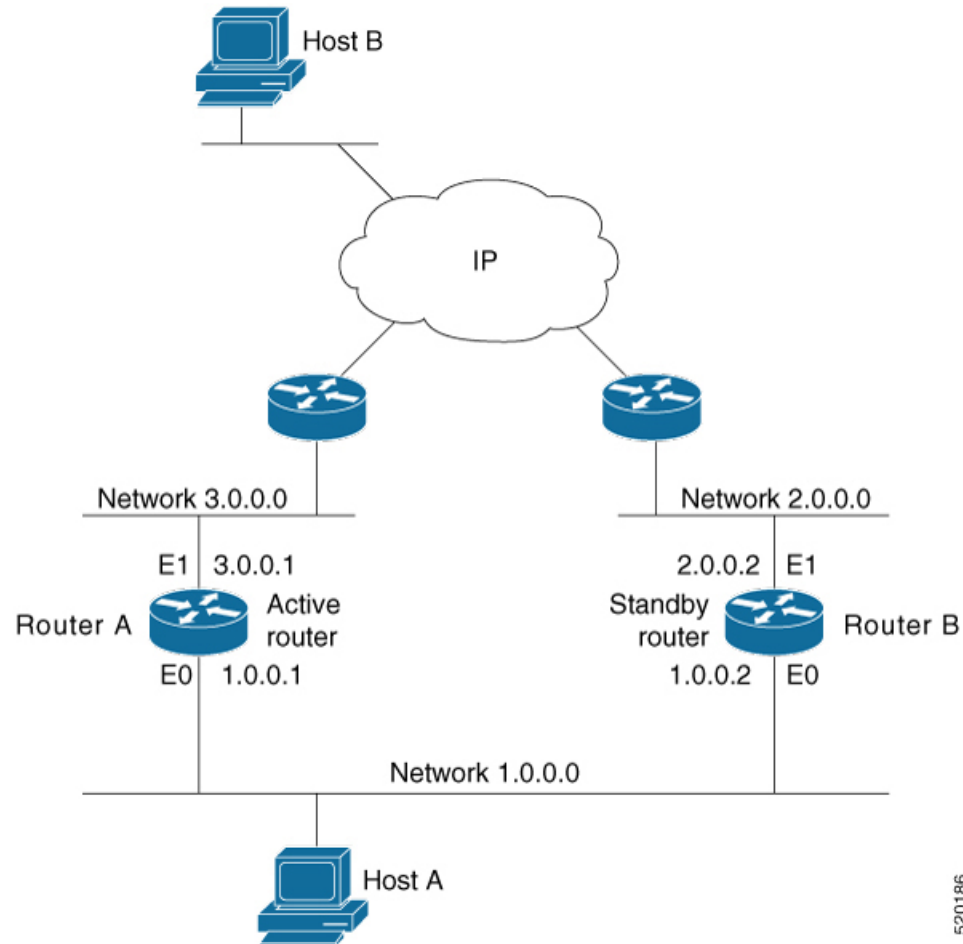 Host B
IP
Network 3.0.0.0
Network 2.0.0.0
E1 3.0.0.1
2.0.0.2 E1
Router A
Active
router
Standby
router
Router B
E0 1.0.0.1
1.0.0.2 E0
Network 1.0.0.0
Host A
520186